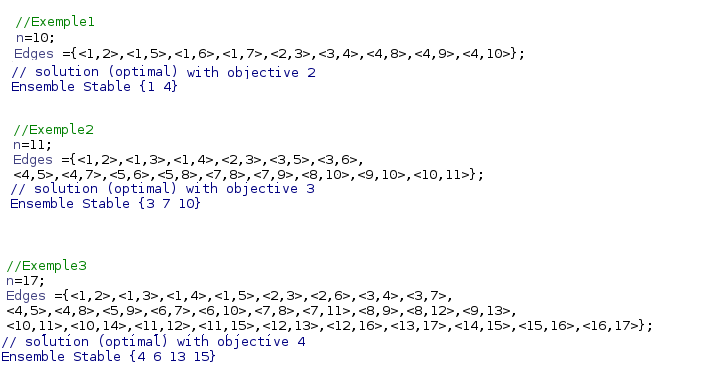 //Exemple1
n=10;
Edges ={<1,2>,<1,5>,<1,6>,<1,7>,<2,3>,<3,4>,<4,8>,<4,9>,<4,10>};
// solution (optimal) with objective 2
Ensemble Stable {1 4}
//Exemple2
n=11;
Edges ={<1,2>,<1,3>,<1,4>,<2,3>,<3,5>,<3,6>,
<4,5>,<4,7>,<5,6>,<5,8>,<7,8>,<7,9>,<8,10>,<9,10>,<10,11>};
// solution (optimal) with objective 3
Ensemble Stable {3 7 10}
//Exemple3
n=17;
Edges ={<1,2>,<1,3>,<1,4>,<1,5>,<2,3>,<2,6>,<3,4>,<3,7>,
<4,5>,<4,8>,<5,9>,<6,7>,<6,10>,<7,8>,<7,11>,<8,9>,<8,12>,<9,13>,
<10,11>,<10,14>,<11,12>,<11,15>,<12,13>,<12,16>,<13,17>,<14,15>,<15,16>,<16,17>};
// solution (optimal) with objective 4
Ensemble Stable {4 6 13 15}